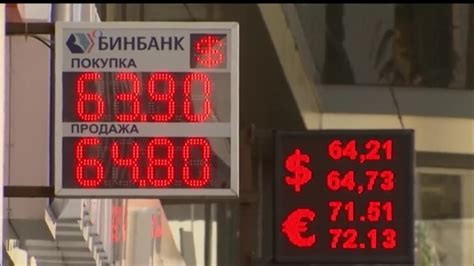 БИНБАНК $
ПОКУПКА
63.90
ПРОДАЖА
64.80
$ 64,21
64,73
€ 71.51
72.13